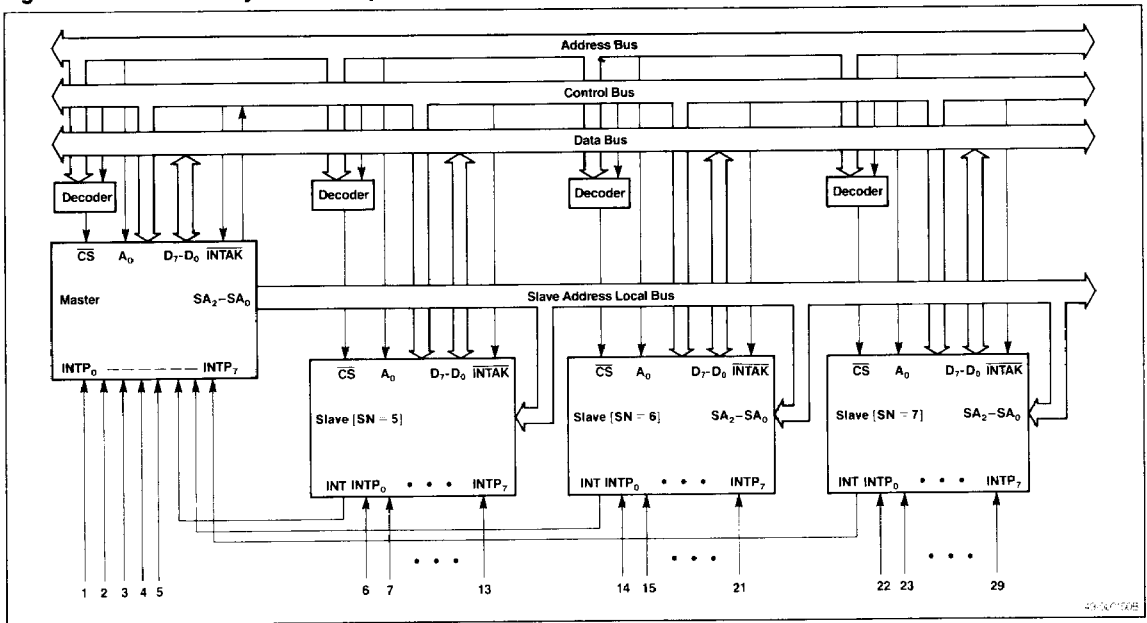 Address Bus
Control Bus
Data Bus
Decoder Decoder Decoder Decoder
CS A0 D7-D0 INTAK
Master SA2-SA0
Slave Address Local Bus
INTP0 INTP7
CS A0 D7-D0 INTAK CS A0 D7-D0 INTAK CS A0 D7-D0 INTAK
Slave [SN = 5] Slave [SN = 6] SA2-SA0 Slave [SN = 7] SA2-SA0
INT INTP0 • • • INTP7 INT INTP0 • • • INTP7 INT INTP0 • • • INTP7
• • • • • • • • •
1 2 3 4 5 6 7 13 14 15 21 22 23 29